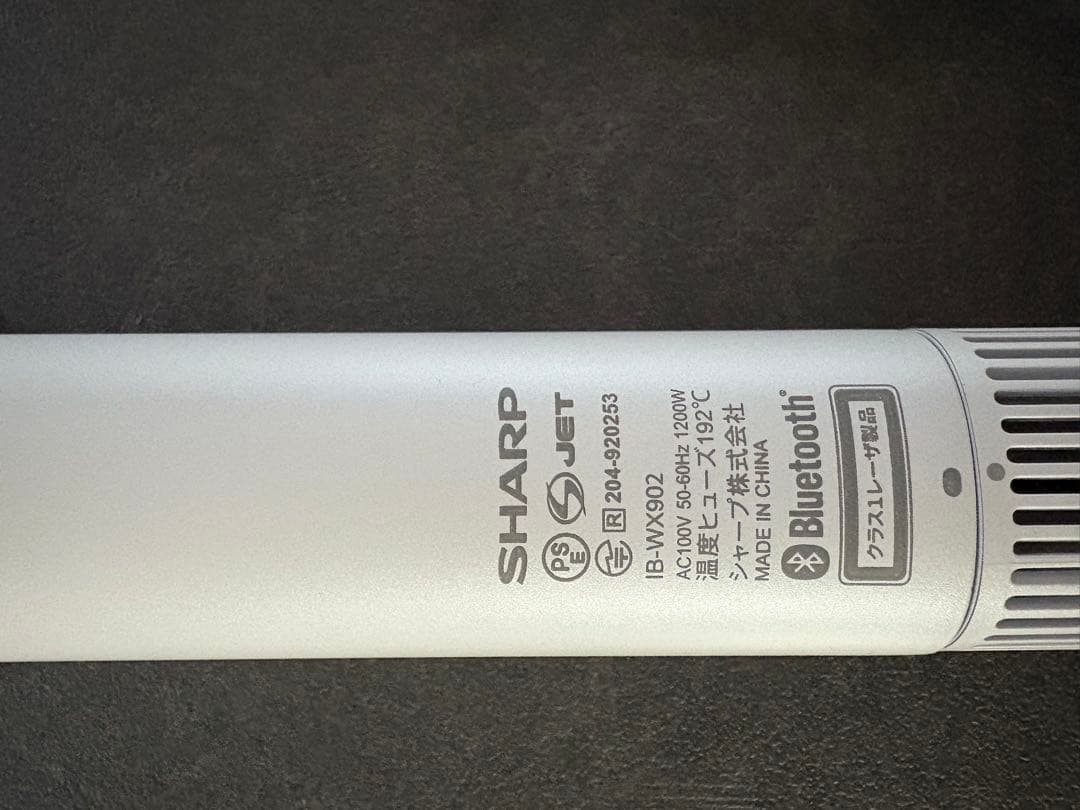 SHARP
PS E S JET
R 204-920253
IB-WX902
AC100V 50-60Hz 1200W
温度ヒューズ192℃
シャープ株式会社
MADE IN CHINA
Bluetooth®
クラス1レーザ製品